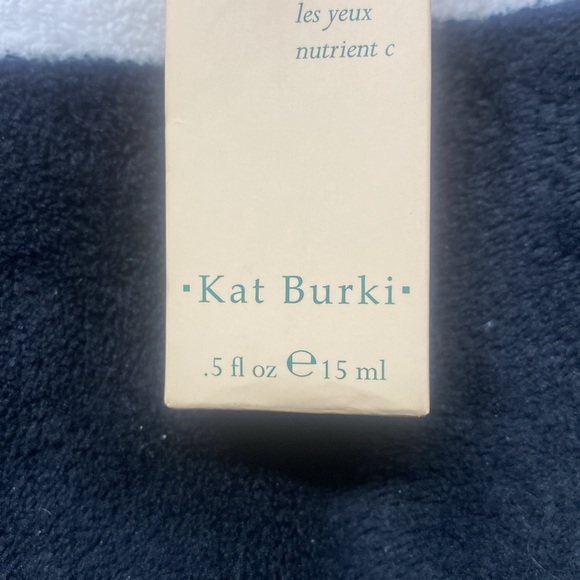 les yeux
nutrient c
▪Kat Burki▪
.5 fl oz ℮ 15 ml